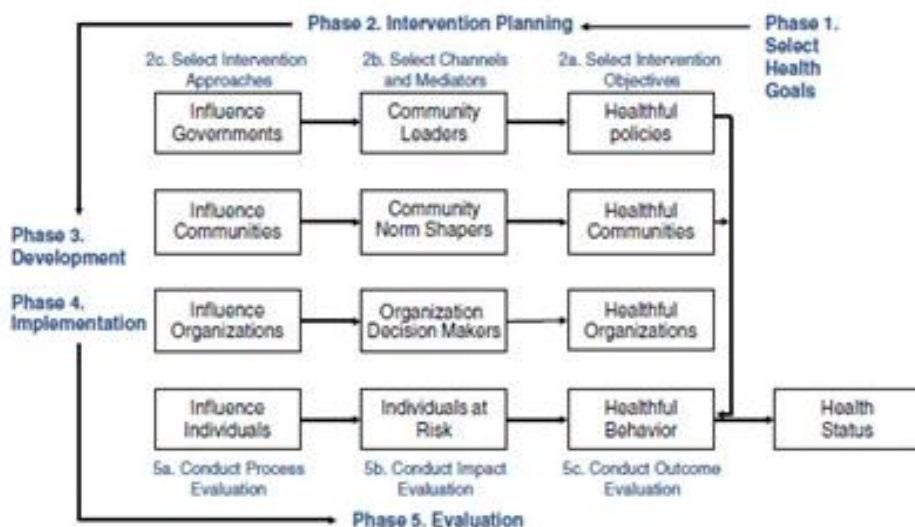 Phase 2. Intervention Planning
Phase 1.
Select
Health
Goals
2c. Select Intervention
Approaches
2b. Select Channels
and Mediators
2a. Select Intervention
Objectives
Influence
Governments
Community
Leaders
Healthful
policies
Influence
Communities
Community
Norm Shapers
Healthful
Communities
Phase 3.
Development
Phase 4.
Implementation
Influence
Organizations
Organization
Decision Makers
Healthful
Organizations
Influence
Individuals
Individuals at
Risk
Healthful
Behavior
Health
Status
5a. Conduct Process
Evaluation
5b. Conduct Impact
Evaluation
5c. Conduct Outcome
Evaluation
Phase 5. Evaluation